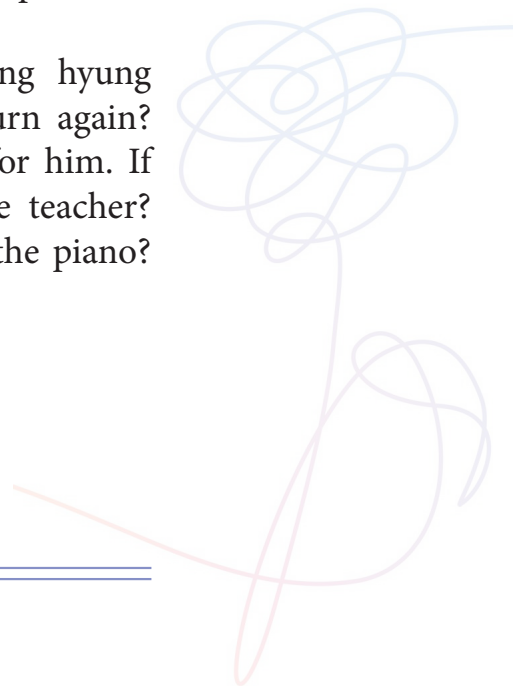 ng hyung
urn again?
or him. If
e teacher?
the piano?